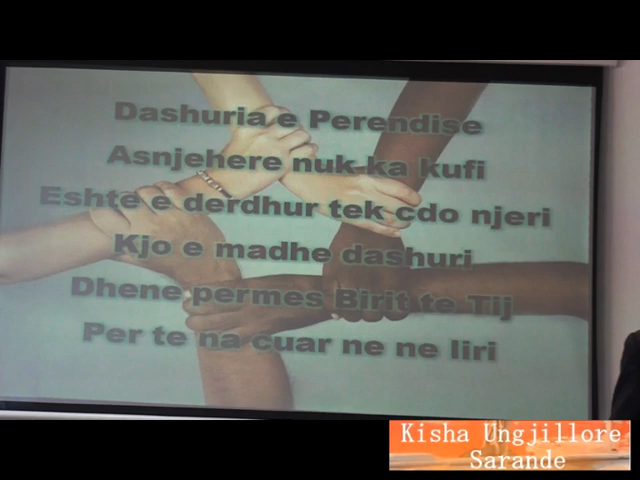 Dashuria e Perendise
Asnjehere nuk ka kufi
Eshte e derdhur tek cdo njeri
Kjo e madhe dashuri
Dhene permes Birit te Tij
Per te na cuar ne ne liri
Kisha Ungjillore
Sarande